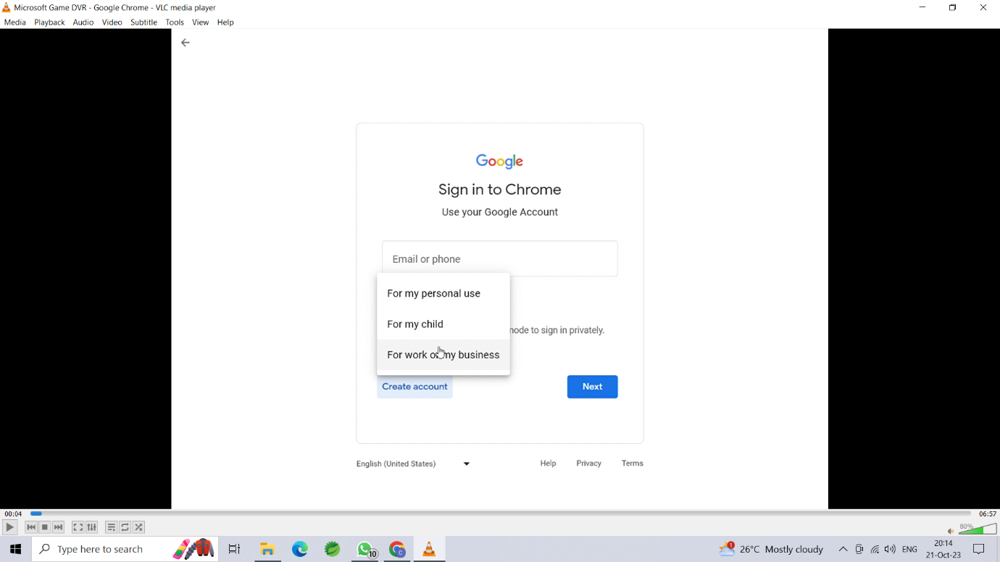 Microsoft Game DVR - Google Chrome - VLC media player
Media Playback Audio Video Subtitle Tools View Help
Google
Sign in to Chrome
Use your Google Account
Email or phone
For my personal use
For my child
node to sign in privately.
For work or my business
Create account Next
English (United States) Help Privacy Terms
00:04 06:57
80%
Type here to search 10 1 26°C Mostly cloudy ENG 20:14
21-Oct-23